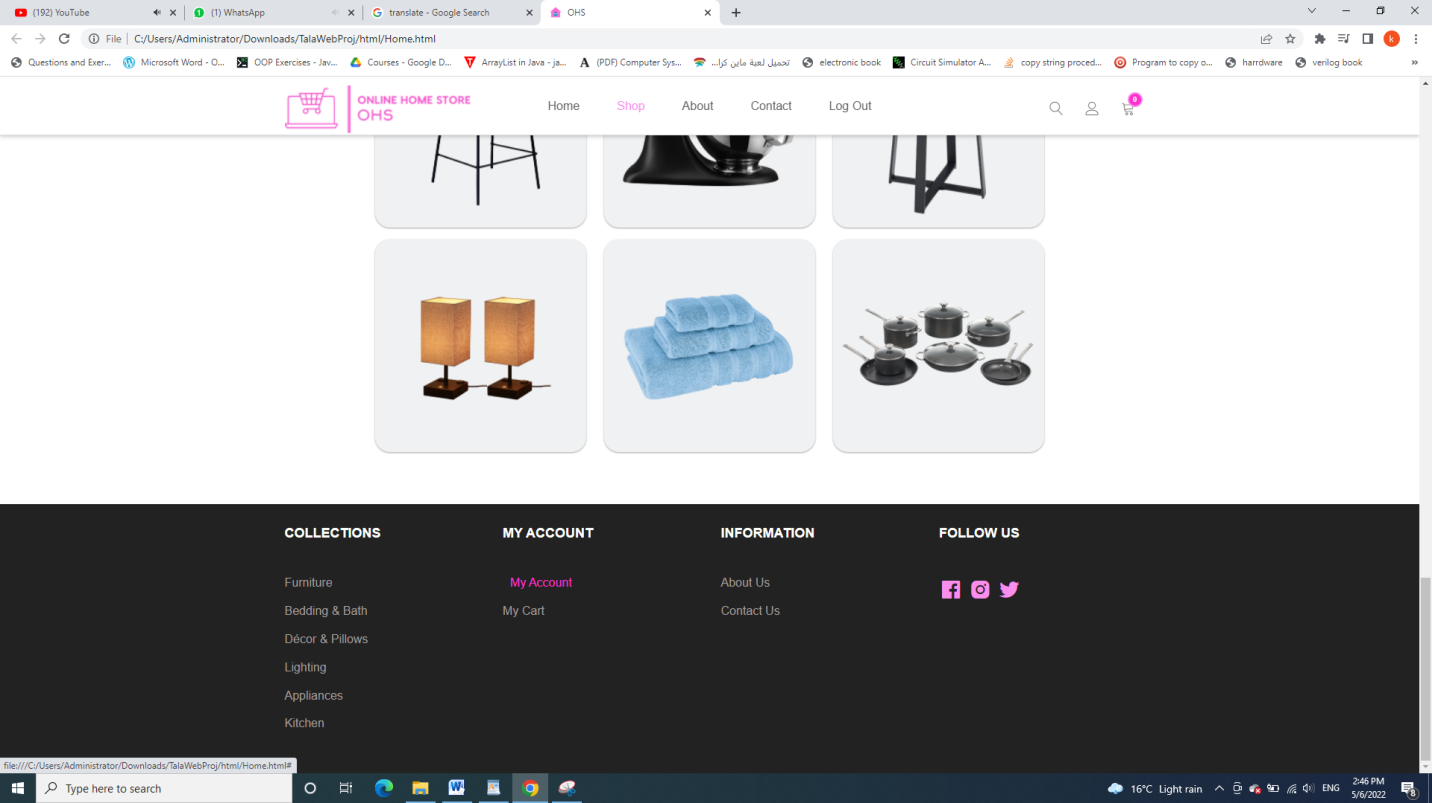 (192) YouTube
(1) WhatsApp
translate - Google Search
OHS
File
C:/Users/Administrator/Downloads/TalaWebProj/html/Home.html
k
Questions and Exer...
Microsoft Word - O...
OOP Exercises - Jav...
Courses - Google D...
ArrayList in Java - ja...
(PDF) Computer Sys...
تحميل لعبة ماين كرا...
electronic book
Circuit Simulator A...
copy string proced...
Program to copy o...
harrdware
verilog book
»
ONLINE HOME STORE
OHS
Home
Shop
About
Contact
Log Out
0
COLLECTIONS
MY ACCOUNT
INFORMATION
FOLLOW US
Furniture
My Account
About Us
Bedding & Bath
My Cart
Contact Us
Décor & Pillows
Lighting
Appliances
Kitchen
file:///C:/Users/Administrator/Downloads/TalaWebProj/html/Home.html#
Type here to search
16°C Light rain
ENG
2:46 PM
5/6/2022
8